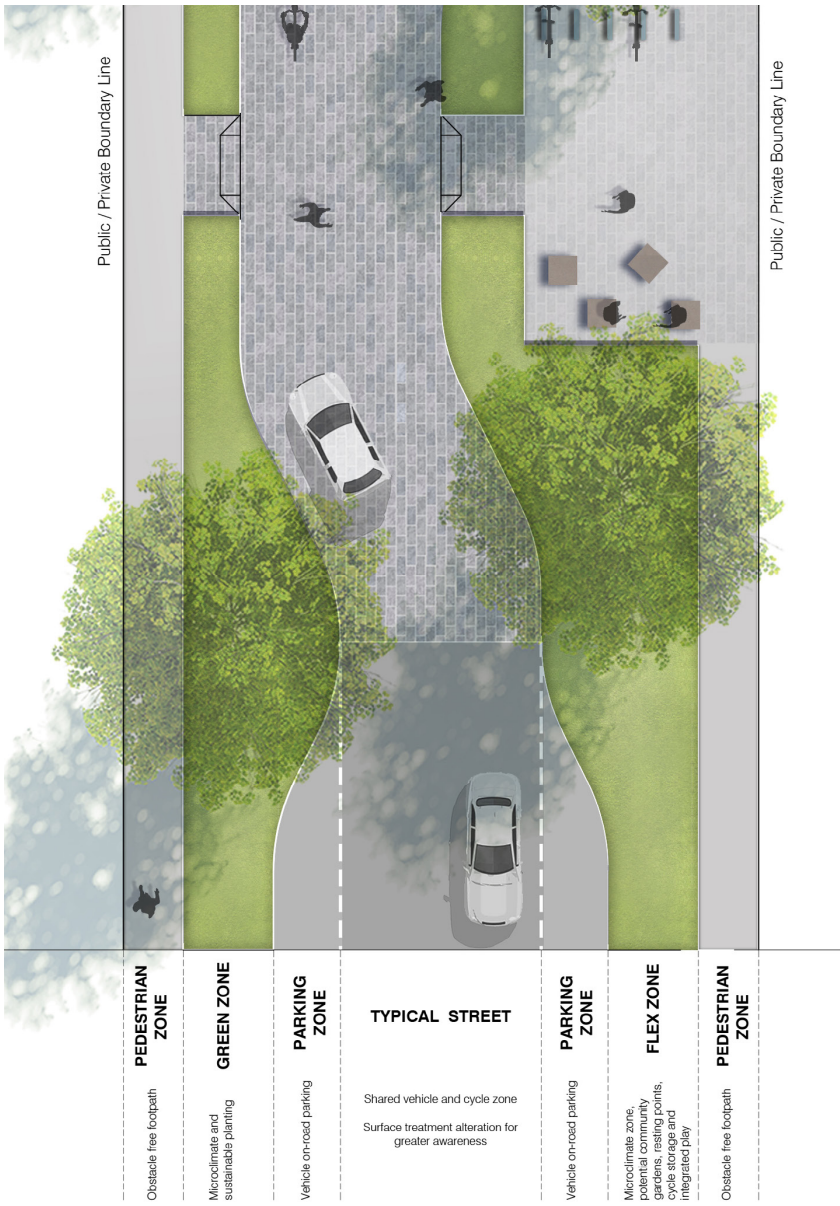 Public / Private Boundary Line
Public / Private Boundary Line
PEDESTRIAN
ZONE
GREEN ZONE
PARKING
ZONE
TYPICAL STREET
PARKING
ZONE
FLEX ZONE
PEDESTRIAN
ZONE
Obstacle free footpath
Microclimate and
sustainable planting
Vehicle on-road parking
Shared vehicle and cycle zone
Surface treatment alteration for
greater awareness
Vehicle on-road parking
Microclimate zone,
potential community
gardens, resting points,
cycle storage and
integrated play
Obstacle free footpath